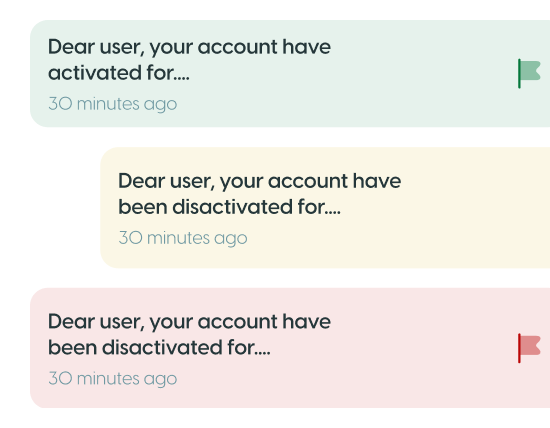 Dear user, your account have
activated for....
30 minutes ago
Dear user, your account have
been disactivated for....
30 minutes ago
Dear user, your account have
been disactivated for....
30 minutes ago